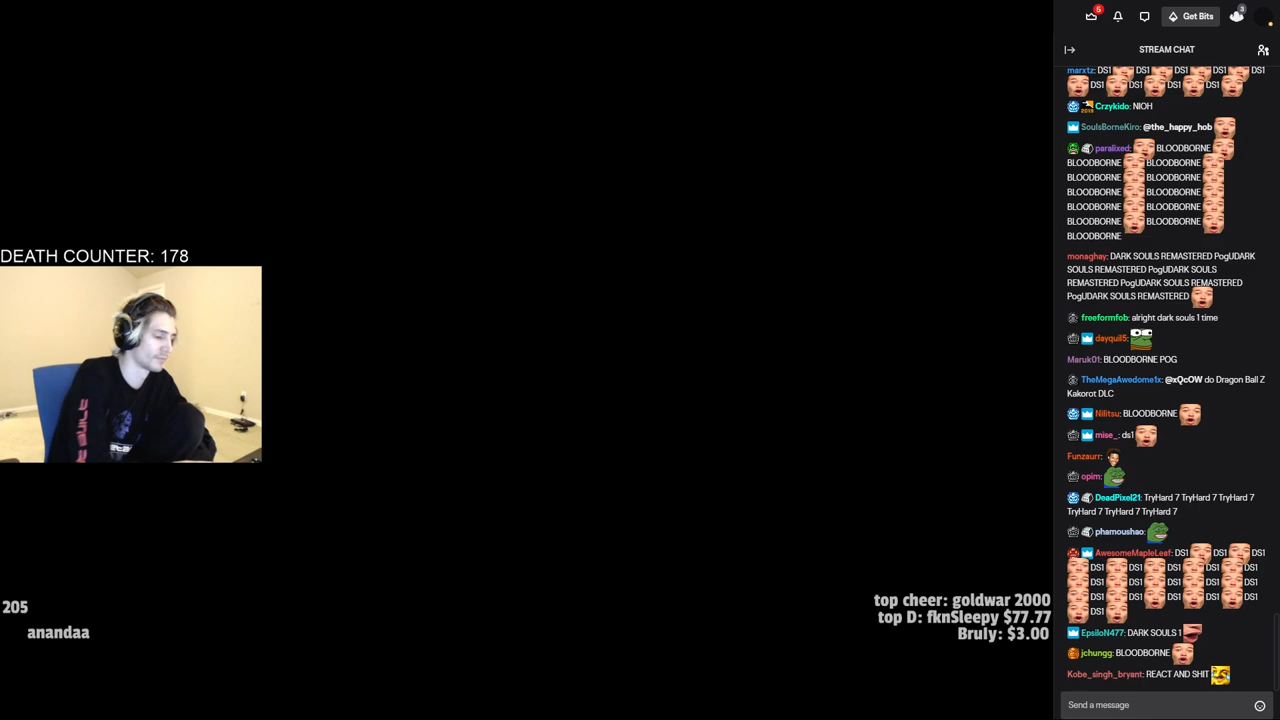 5
Get Bits
3
STREAM CHAT
marxtz: DS1 DS1 DS1 DS1 DS1
DS1 DS1 DS1 DS1
Crzykido: NIOH
SoulsBorneKiro: @the_happy_hob
paralixed: BLOODBORNE
BLOODBORNE BLOODBORNE
BLOODBORNE BLOODBORNE
BLOODBORNE BLOODBORNE
BLOODBORNE BLOODBORNE
BLOODBORNE BLOODBORNE
BLOODBORNE
monaghay: DARK SOULS REMASTERED PogUDARK
SOULS REMASTERED PogUDARK SOULS
REMASTERED PogUDARK SOULS REMASTERED
PogUDARK SOULS REMASTERED
freeformfob: alright dark souls 1 time
dayquil5:
Maruk01: BLOODBORNE POG
TheMegaAwedome1x: @xQcOW do Dragon Ball Z
Kakorot DLC
Nilitsu: BLOODBORNE
mise_: ds1
Funzaurr:
opim:
DeadPixel21: TryHard 7 TryHard 7 TryHard 7
TryHard 7 TryHard 7 TryHard 7
phamoushao:
AwesomeMapleLeaf: DS1 DS1 DS1
DS1 DS1 DS1 DS1 DS1
DS1 DS1 DS1 DS1 DS1
DS1 DS1 DS1 DS1 DS1
DS1
EpsiloN477: DARK SOULS 1
jchungg: BLOODBORNE
Kobe_singh_bryant: REACT AND SHIT
Send a message
DEATH COUNTER: 178
205
anandaa
top cheer: goldwar 2000
top D: fknSleepy $77.77
Bruly: $3.00